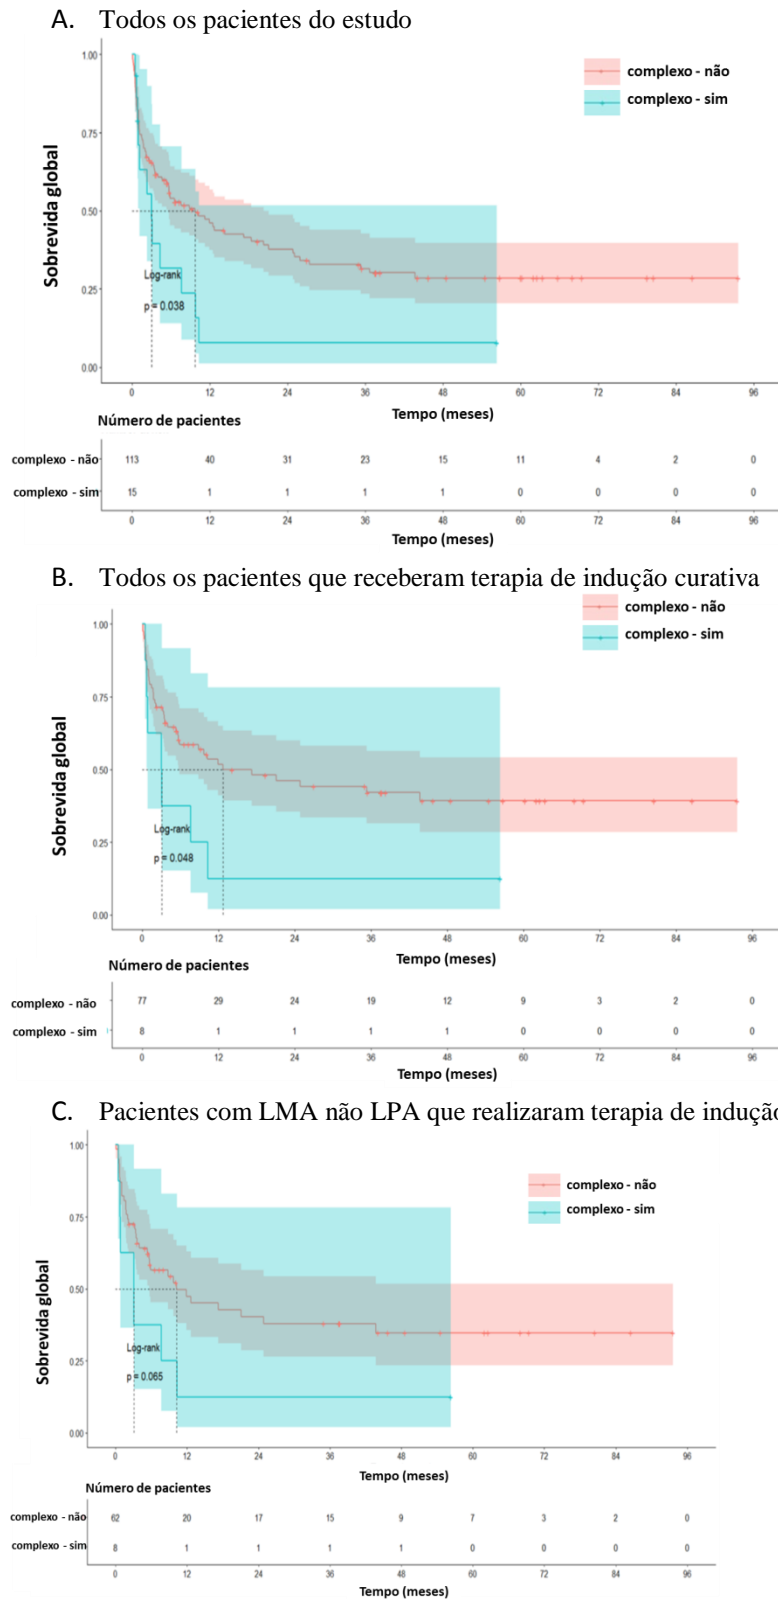 A. Todos os pacientes do estudo
complexo - não
complexo - sim
1.00
0.75
0.50
0.25
0.00
Sobrevida global
Log-rank
p = 0.038
0 12 24 36 48 60 72 84 96
Tempo (meses)
Número de pacientes
complexo - não 113 40 31 23 15 11 4 2 0
complexo - sim 15 1 1 1 1 0 0 0 0
0 12 24 36 48 60 72 84 96
Tempo (meses)
B. Todos os pacientes que receberam terapia de indução curativa
complexo - não
complexo - sim
1.00
0.75
0.50
0.25
0.00
Sobrevida global
Log-rank
p = 0.048
0 12 24 36 48 60 72 84 96
Tempo (meses)
Número de pacientes
complexo - não 77 29 24 19 12 9 3 2 0
complexo - sim 8 1 1 1 1 0 0 0 0
0 12 24 36 48 60 72 84 96
Tempo (meses)
C. Pacientes com LMA não LPA que realizaram terapia de indução
complexo - não
complexo - sim
1.00
0.75
0.50
0.25
0.00
Sobrevida global
Log-rank
p = 0.065
0 12 24 36 48 60 72 84 96
Tempo (meses)
Número de pacientes
complexo - não 62 20 17 15 9 7 3 2 0
complexo - sim 8 1 1 1 1 0 0 0 0
0 12 24 36 48 60 72 84 96
Tempo (meses)